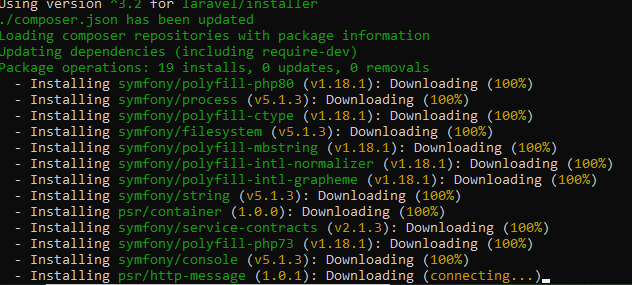 Using version ^3.2 for laravel/installer
./composer.json has been updated
Loading composer repositories with package information
Updating dependencies (including require-dev)
Package operations: 19 installs, 0 updates, 0 removals
- Installing symfony/polyfill-php80 (v1.18.1): Downloading (100%)
- Installing symfony/process (v5.1.3): Downloading (100%)
- Installing symfony/polyfill-ctype (v1.18.1): Downloading (100%)
- Installing symfony/filesystem (v5.1.3): Downloading (100%)
- Installing symfony/polyfill-mbstring (v1.18.1): Downloading (100%)
- Installing symfony/polyfill-intl-normalizer (v1.18.1): Downloading (100%)
- Installing symfony/polyfill-intl-grapheme (v1.18.1): Downloading (100%)
- Installing symfony/string (v5.1.3): Downloading (100%)
- Installing psr/container (1.0.0): Downloading (100%)
- Installing symfony/service-contracts (v2.1.3): Downloading (100%)
- Installing symfony/polyfill-php73 (v1.18.1): Downloading (100%)
- Installing symfony/console (v5.1.3): Downloading (100%)
- Installing psr/http-message (1.0.1): Downloading (connecting...)